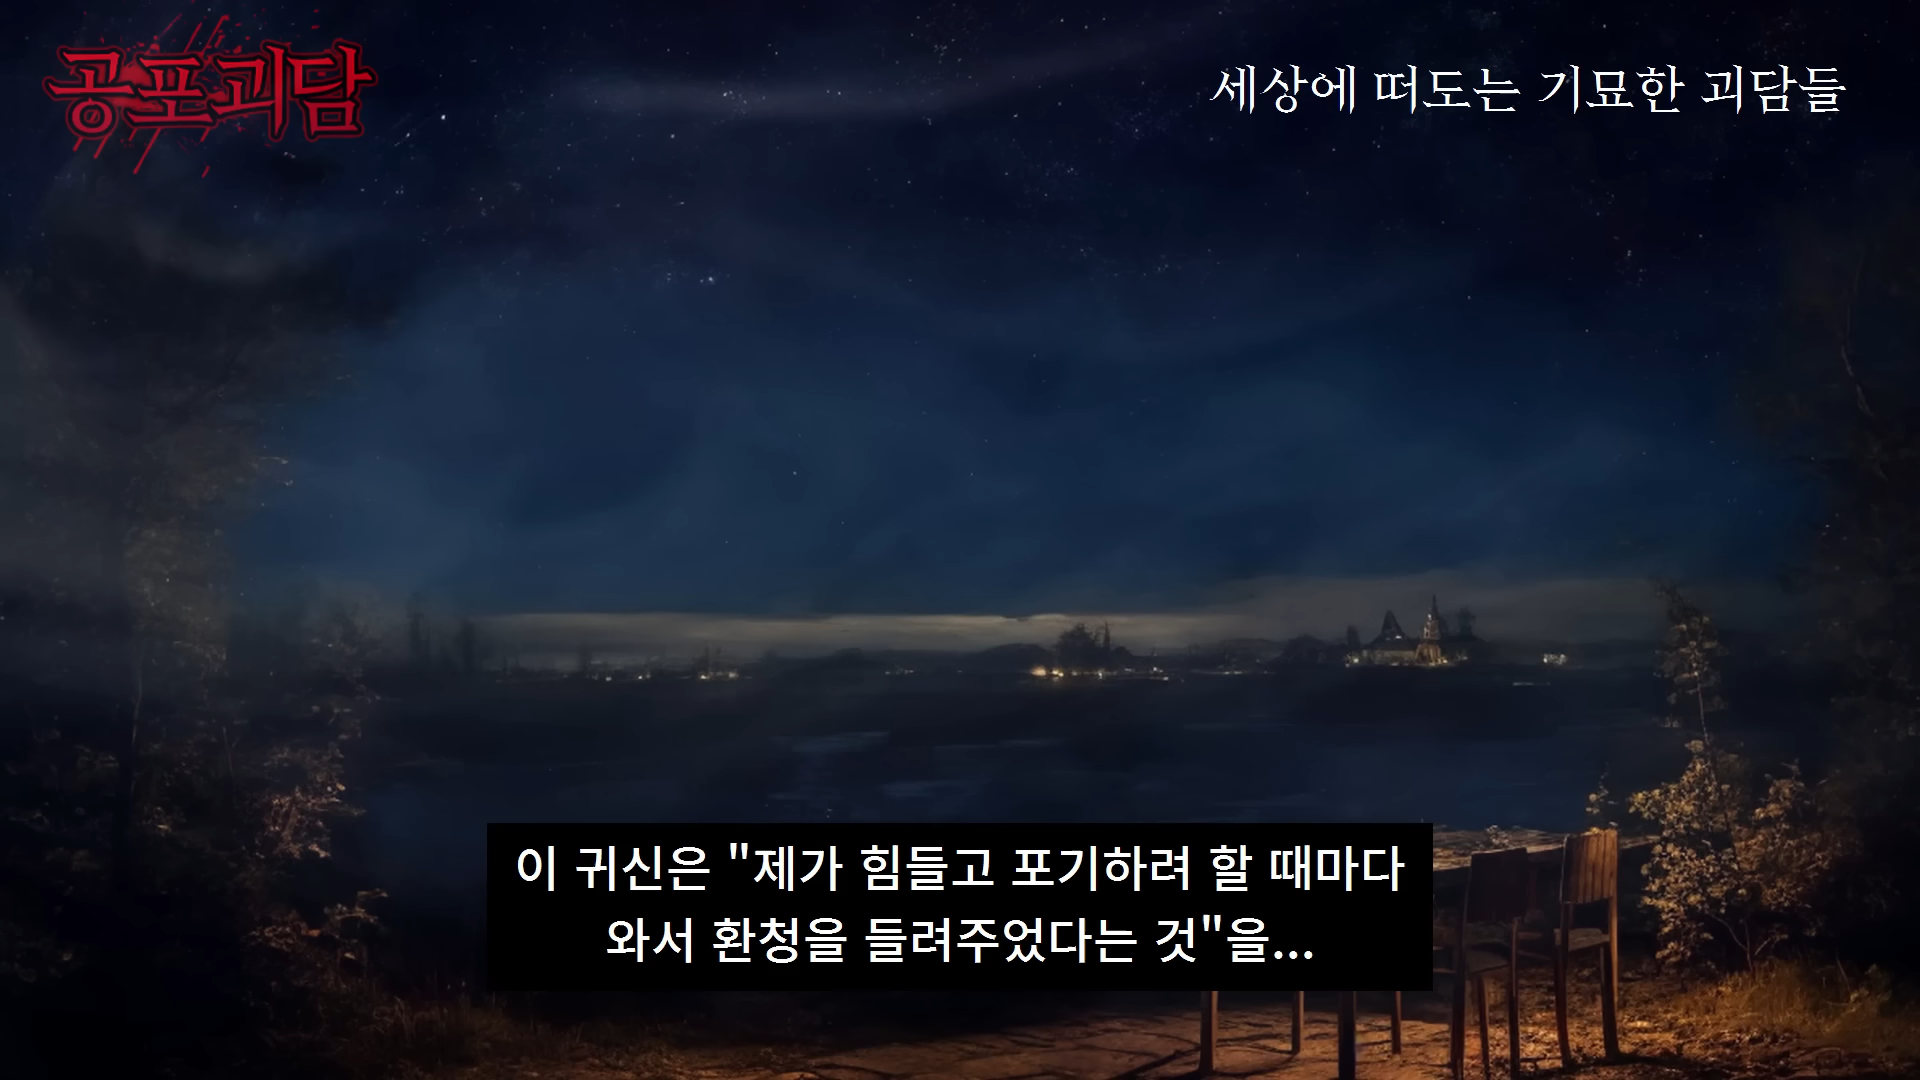 공포괴담
세상에 떠도는 기묘한 괴담들
이 귀신은 "제가 힘들고 포기하려 할 때마다
와서 환청을 들려주었다는 것"을...